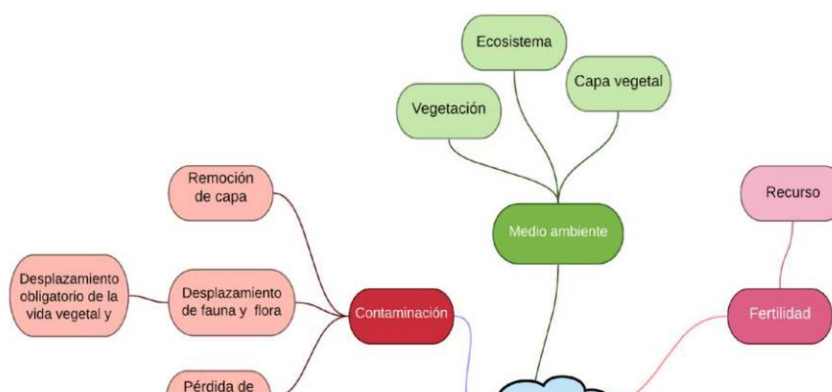 Ecosistema
Capa vegetal
Vegetación
Medio ambiente
Remoción
de capa
Desplazamiento
obligatorio de la
vida vegetal y
Desplazamiento
de fauna y flora
Contaminación
Pérdida de
Recurso
Fertilidad